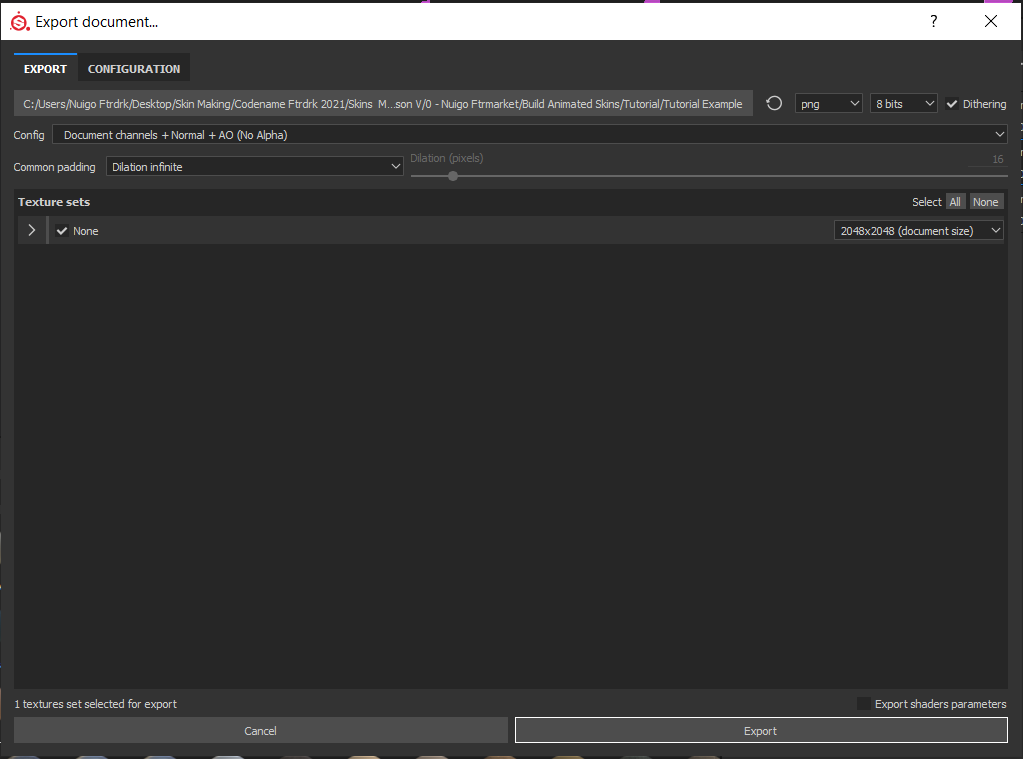 Export document...
?
EXPORT CONFIGURATION
C:/Users/Nuigo Ftrdrk/Desktop/Skin Making/Codename Ftrdrk 2021/Skins M...son V/0 - Nuigo Ftrmarket/Build Animated Skins/Tutorial/Tutorial Example png 8 bits Dithering
Config Document channels + Normal + AO (No Alpha)
Common padding Dilation infinite Dilation (pixels) 16
Texture sets Select All None
None 2048x2048 (document size)
1 textures set selected for export Export shaders parameters
Cancel Export